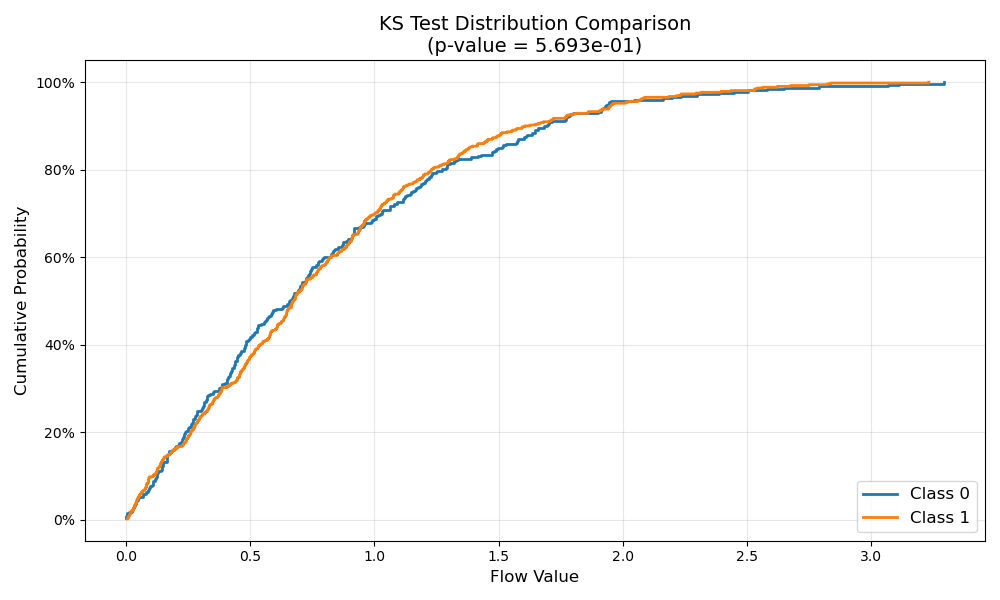 KS Test Distribution Comparison
(p-value = 5.693e-01)
Cumulative Probability
100%
80%
60%
40%
20%
0%
Class 0
Class 1
0.0 0.5 1.0 1.5 2.0 2.5 3.0
Flow Value